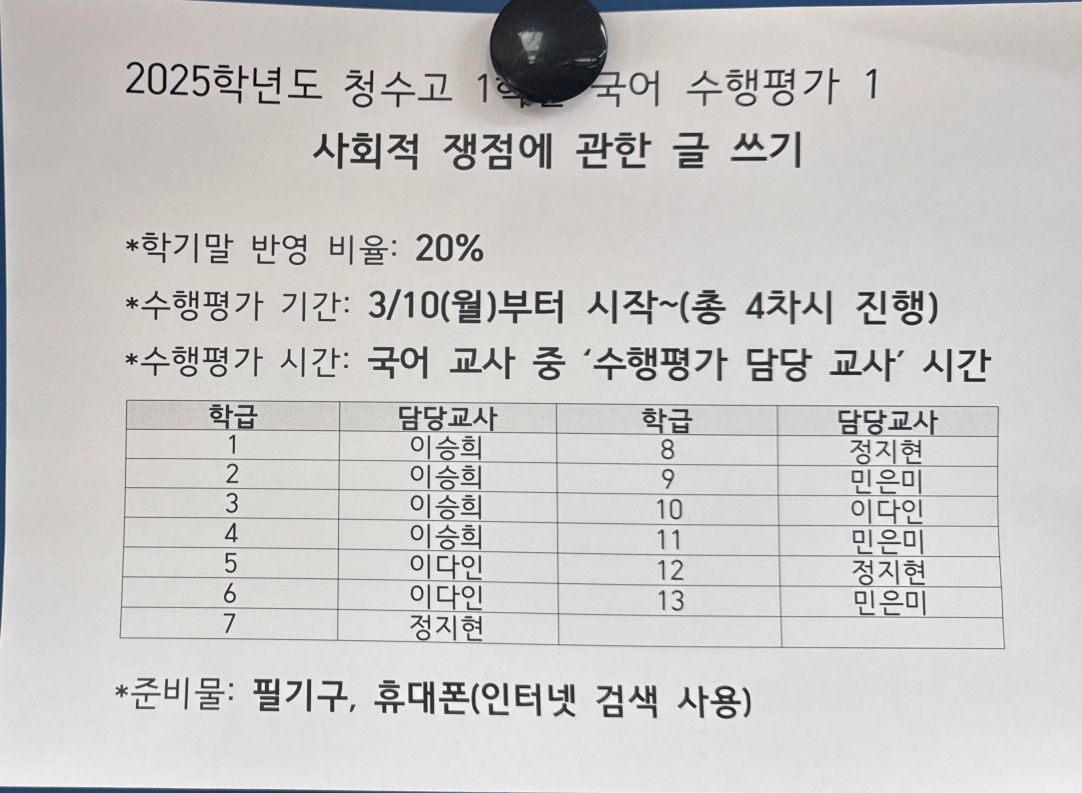 2025학년도 청수고 1학년 국어 수행평가 1
사회적 쟁점에 관한 글 쓰기
*학기말 반영 비율: 20%
*수행평가 기간: 3/10(월)부터 시작~(총 4차시 진행)
*수행평가 시간: 국어 교사 중 ‘수행평가 담당 교사’ 시간
학급 담당교사 학급 담당교사
1 이승희 8 정지현
2 이승희 9 민은미
3 이승희 10 이다인
4 이승희 11 민은미
5 이다인 12 정지현
6 이다인 13 민은미
7 정지현
*준비물: 필기구, 휴대폰(인터넷 검색 사용)